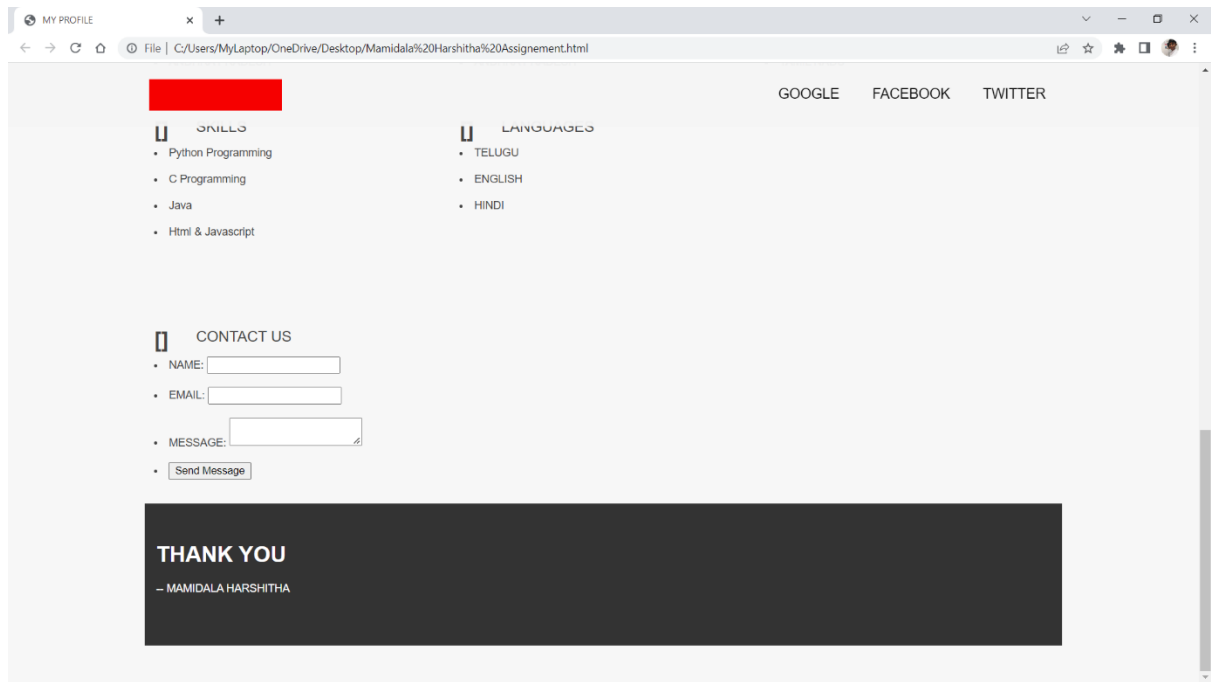 MY PROFILE
File | C:/Users/MyLaptop/OneDrive/Desktop/Mamidala%20Harshitha%20Assignement.html
GOOGLE FACEBOOK TWITTER
[] SKILLS [] LANGUAGES
• Python Programming • TELUGU
• C Programming • ENGLISH
• Java • HINDI
• Html & Javascript
[] CONTACT US
• NAME:
• EMAIL:
• MESSAGE:
• Send Message
THANK YOU
-- MAMIDALA HARSHITHA